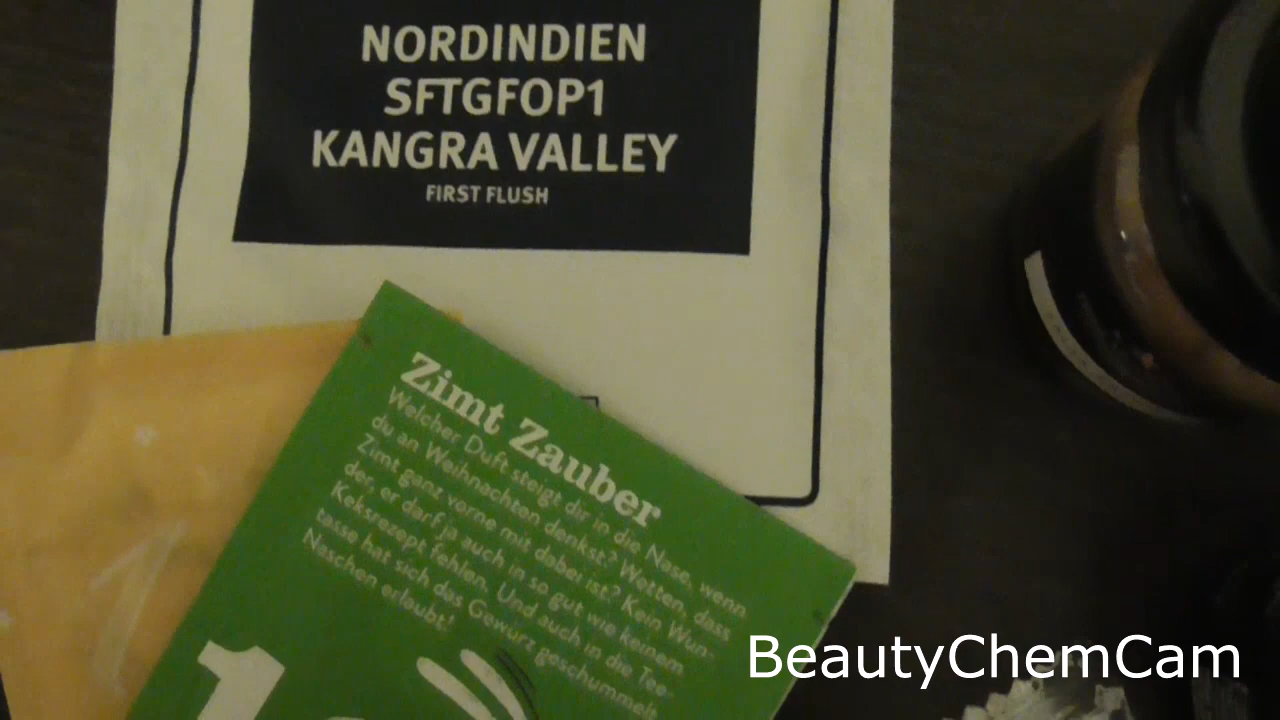 NORDINDIEN
SFTGFOP1
KANGRA VALLEY
FIRST FLUSH
Zimt Zauber
Welcher Duft steigt dir in die Nase, wenn
du an Weihnachten denkst? Wetten, dass
Zimt ganz vorne mit dabei ist? Kein Wun-
der, er darf ja auch in so gut wie keinem
Keksrezept fehlen. Und auch in die Tee-
tasse hat sich das Gewürz geschummelt
Naschen erlaubt!
BeautyChemCam